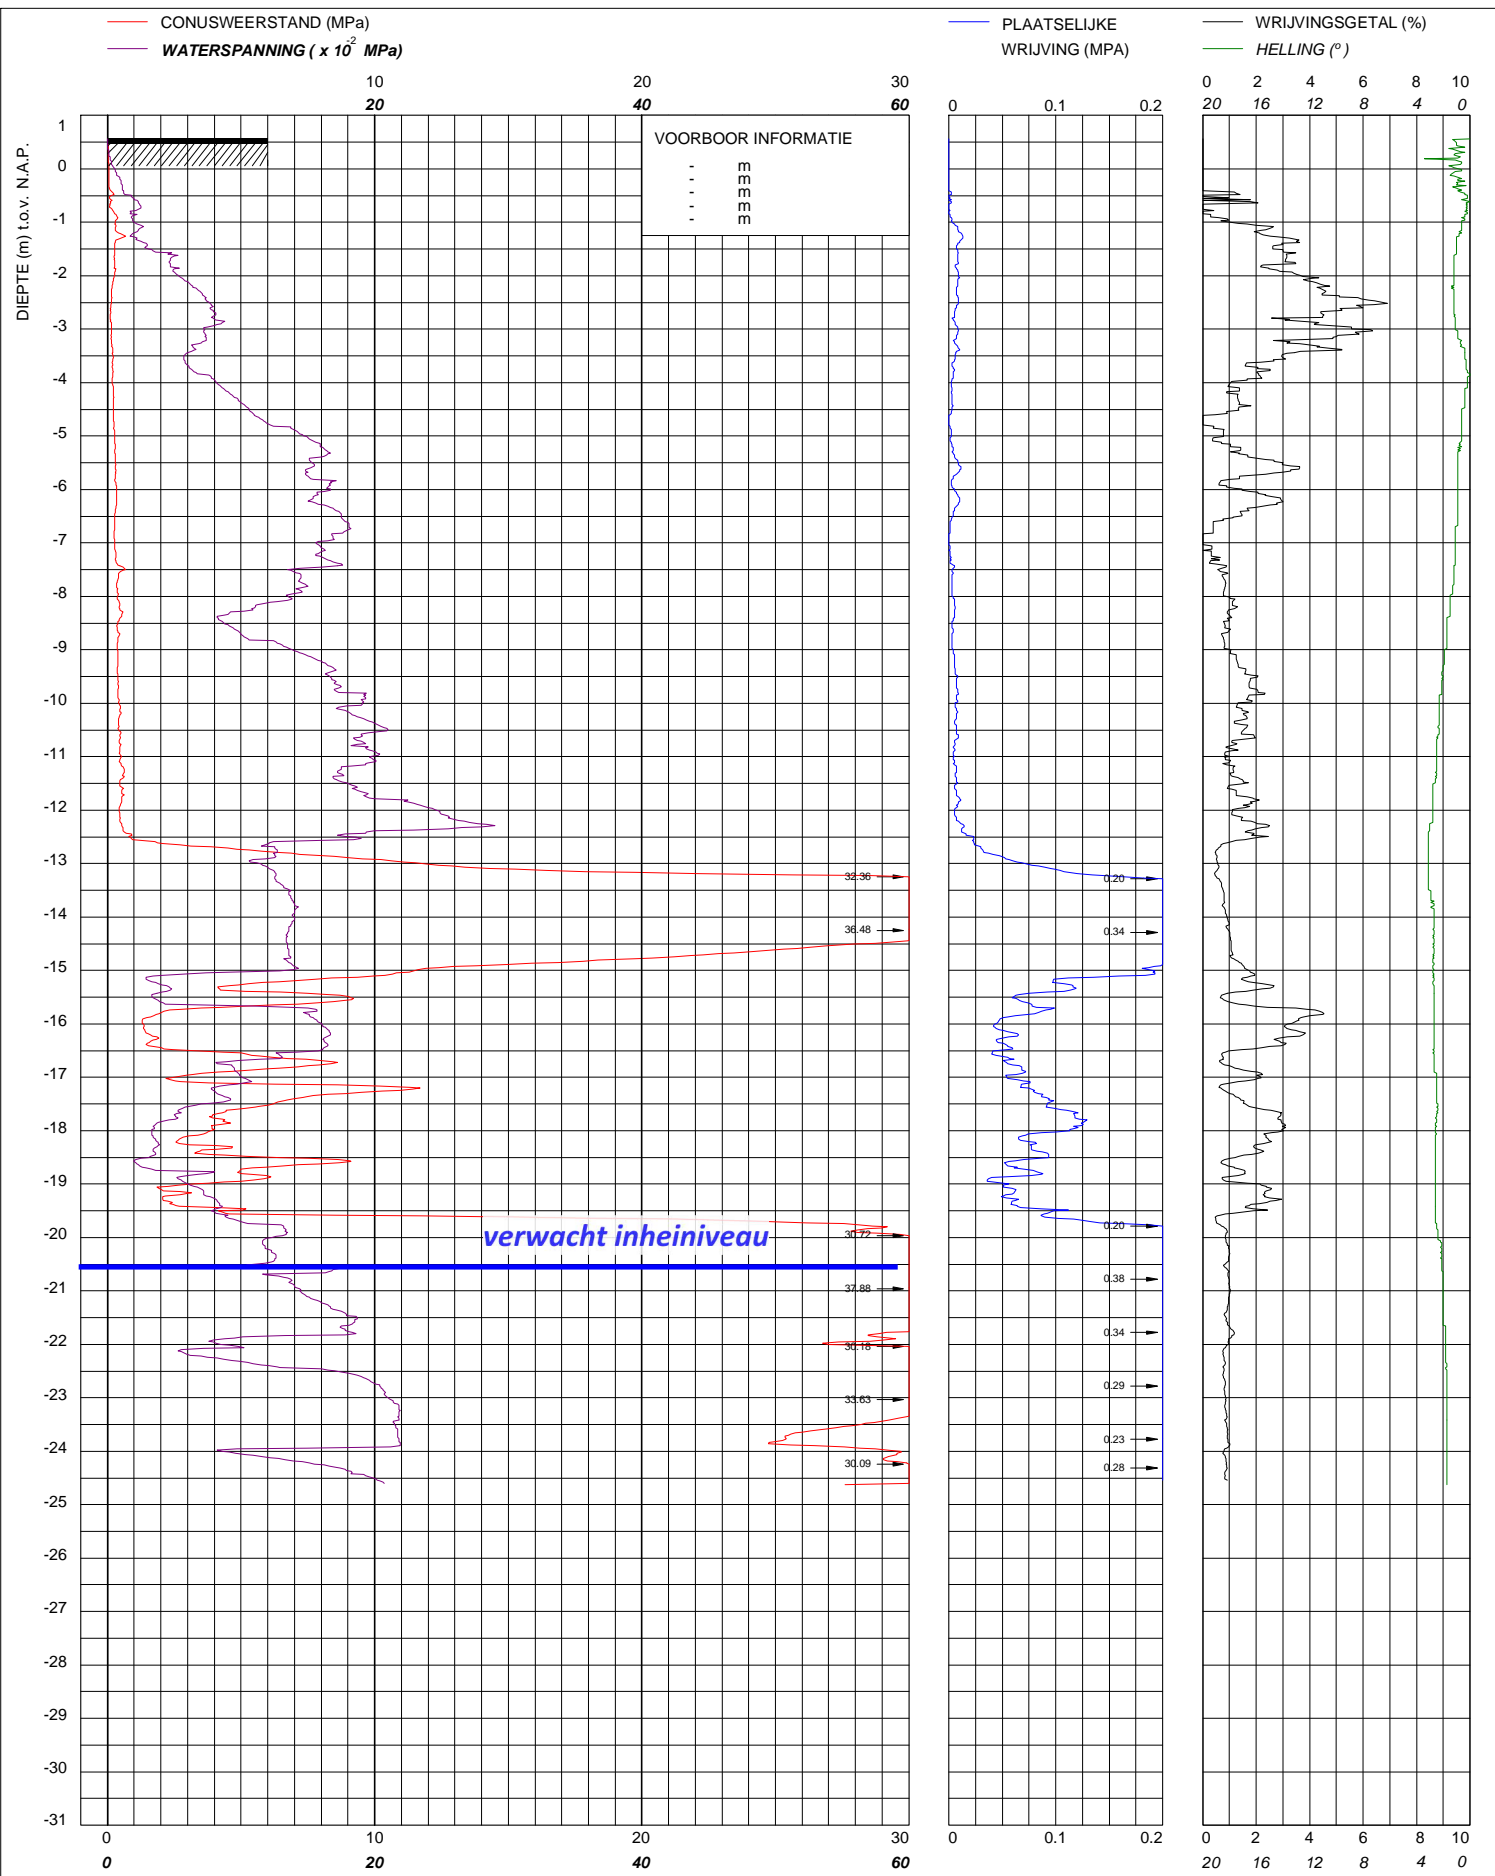 CONUSWEERSTAND (MPa)
WATERSPANNING ( x 10-2 MPa)
PLAATSELIJKE
WRIJVING (MPA)
WRIJVINGSGETAL (%)
HELLING (º)
10 30
20 40 60
0 0.1 0.2
0 2 4 6 8 10
20 16 12 8 4 0
DIEPTE (m) t.o.v. N.A.P.
1
0
-1
-2
-3
-4
-5
-6
-7
-8
-9
-10
-11
-12
-13
-14
-15
-16
-17
-18
-19
-20
-21
-22
-23
-24
-25
-26
-27
-28
-29
-30
-31
VOORBOOR INFORMATIE
- m
- m
- m
- m
- m
32.36
36.48
30.72
37.88
30.18
33.63
30.09
verwacht inheiniveau
0.20
0.34
0.20
0.38
0.34
0.29
0.23
0.28
0 10 20 30
0 20 40 60
0 0.1 0.2
0 2 4 6 8 10
20 16 12 8 4 0